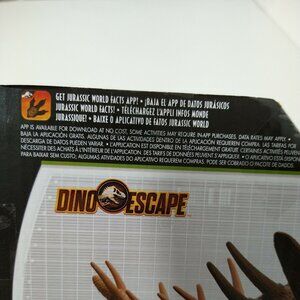 GET JURASSIC WORLD FACTS APP! • ¡BAJA EL APP DE DATOS JURÁSICOS
JURASSIC WORLD FACTS! • TÉLÉCHARGEZ L'APPLI INFOS MONDE
JURASSIQUE! • BAIXE O APLICATIVO DE FATOS JURASSIC WORLD
APP IS AVAILABLE FOR DOWNLOAD AT NO COST, SOME ACTIVITIES MAY REQUIRE IN-APP PURCHASES. DATA RATES MAY APPLY. •
BAJA LA APLICACIÓN GRATIS, ALGUNAS DE LAS ACTIVIDADES DENTRO DE LA APLICACIÓN REQUIEREN COMPRA. LAS TARIFAS POR
DESCARGA DE DATOS PUEDEN VARIAR. • L'APPLICATION EST DISPONIBLE EN TÉLÉCHARGEMENT GRATUIT CERTAINES ACTIVITÉS PEUVENT
NÉCESSITER DES ACHATS À L'INTÉRIEUR DE L'APPLICATION. DES TARIFS DE DONNÉES PEUVENT S'APPLIQUER. • O APLICATIVO ESTÁ DISP
PARA BAIXAR SEM CUSTO; ALGUMAS ATIVIDADES DO APLICATIVO REQUEREM COMPRAS. PODE SER COBRADO O PACOTE DE DADOS.
DINO ESCAPE